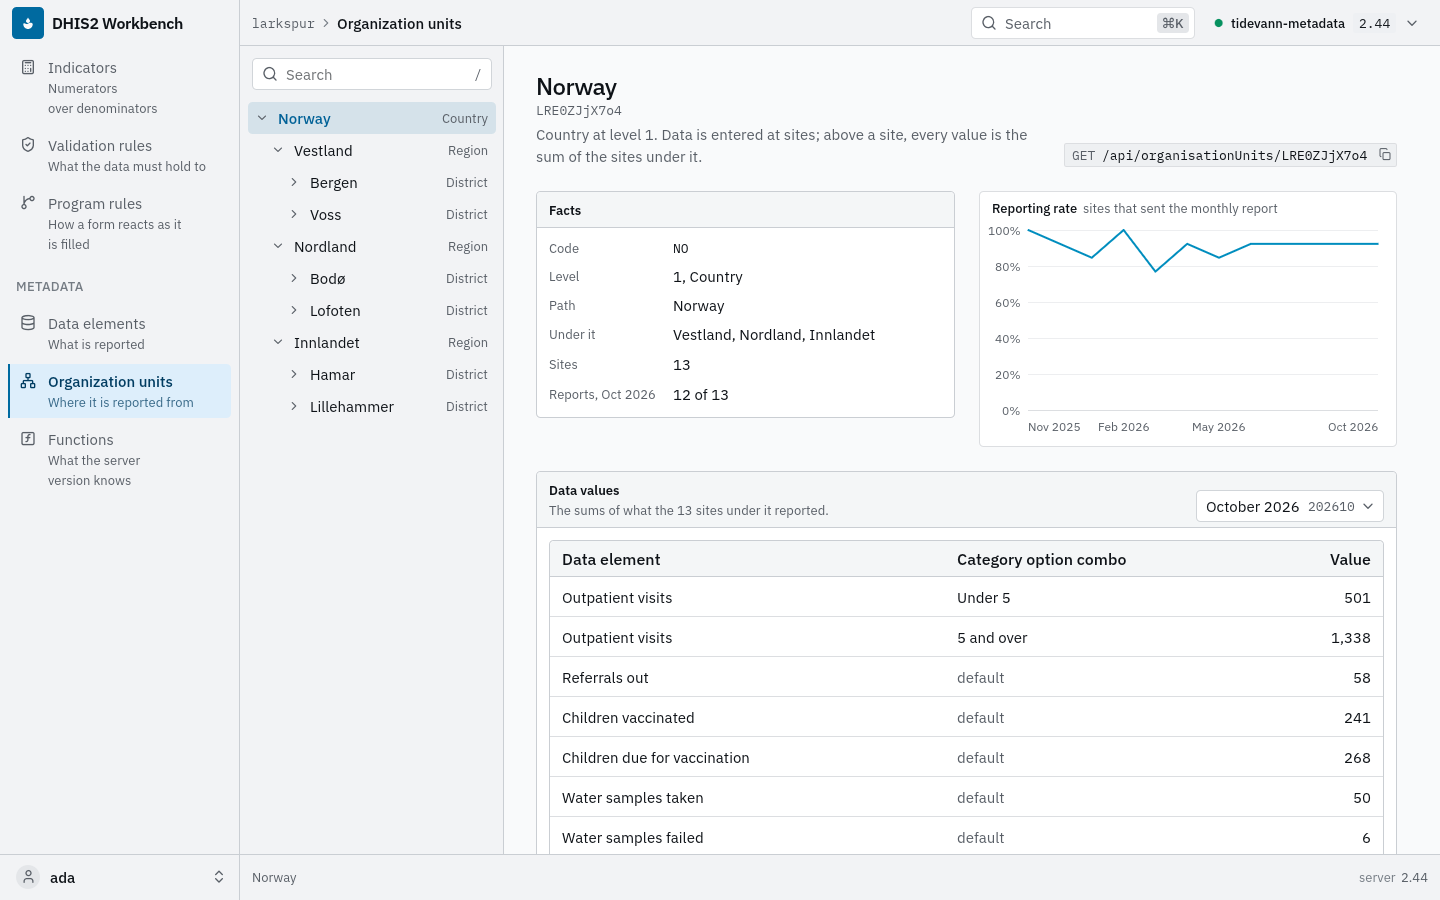 DHIS2 Workbench
larkspur > Organization units
Search ⌘K
tidevann-metadata 2.44
Indicators
Numerators
over denominators
Validation rules
What the data must hold to
Program rules
How a form reacts as it
is filled
METADATA
Data elements
What is reported
Organization units
Where it is reported from
Functions
What the server
version knows
ada
Search /
Norway Country
Vestland Region
Bergen District
Voss District
Nordland Region
Bodø District
Lofoten District
Innlandet Region
Hamar District
Lillehammer District
Norway
LRE0ZJjX7o4
Country at level 1. Data is entered at sites; above a site, every value is the
sum of the sites under it.
GET /api/organisationUnits/LRE0ZJjX7o4
Facts
Code NO
Level 1, Country
Path Norway
Under it Vestland, Nordland, Innlandet
Sites 13
Reports, Oct 2026 12 of 13
Reporting rate sites that sent the monthly report
100%
80%
60%
40%
20%
0%
Nov 2025 Feb 2026 May 2026 Oct 2026
Data values
The sums of what the 13 sites under it reported.
October 2026 202610
Data element Category option combo Value
Outpatient visits Under 5 501
Outpatient visits 5 and over 1,338
Referrals out default 58
Children vaccinated default 241
Children due for vaccination default 268
Water samples taken default 50
Water samples failed default 6
Norway
server 2.44